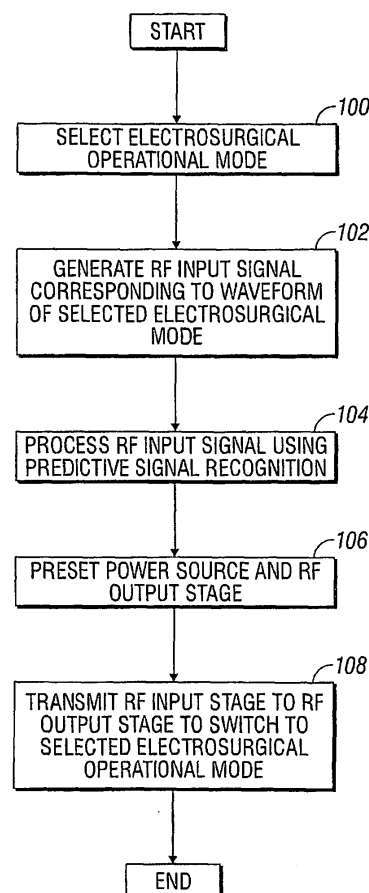 START
100
SELECT ELECTROSURGICAL
OPERATIONAL MODE
102
GENERATE RF INPUT SIGNAL
CORRESPONDING TO WAVEFORM
OF SELECTED ELECTROSURGICAL
MODE
104
PROCESS RF INPUT SIGNAL USING
PREDICTIVE SIGNAL RECOGNITION
106
PRESET POWER SOURCE AND RF
OUTPUT STAGE
108
TRANSMIT RF INPUT STAGE TO RF
OUTPUT STAGE TO SWITCH TO
SELECTED ELECTROSURGICAL
OPERATIONAL MODE
END